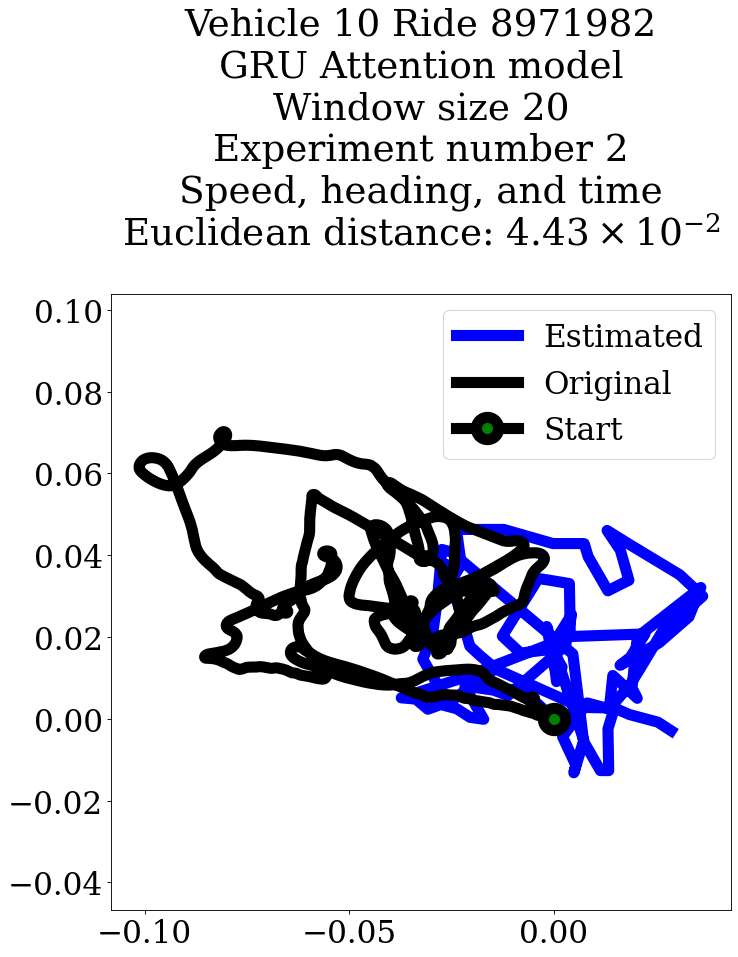 Vehicle 10 Ride 8971982
GRU Attention model
Window size 20
Experiment number 2
Speed, heading, and time
Euclidean distance: 4.43 × 10⁻²
Estimated
Original
Start
0.10
0.08
0.06
0.04
0.02
0.00
−0.02
−0.04
−0.10
−0.05
0.00